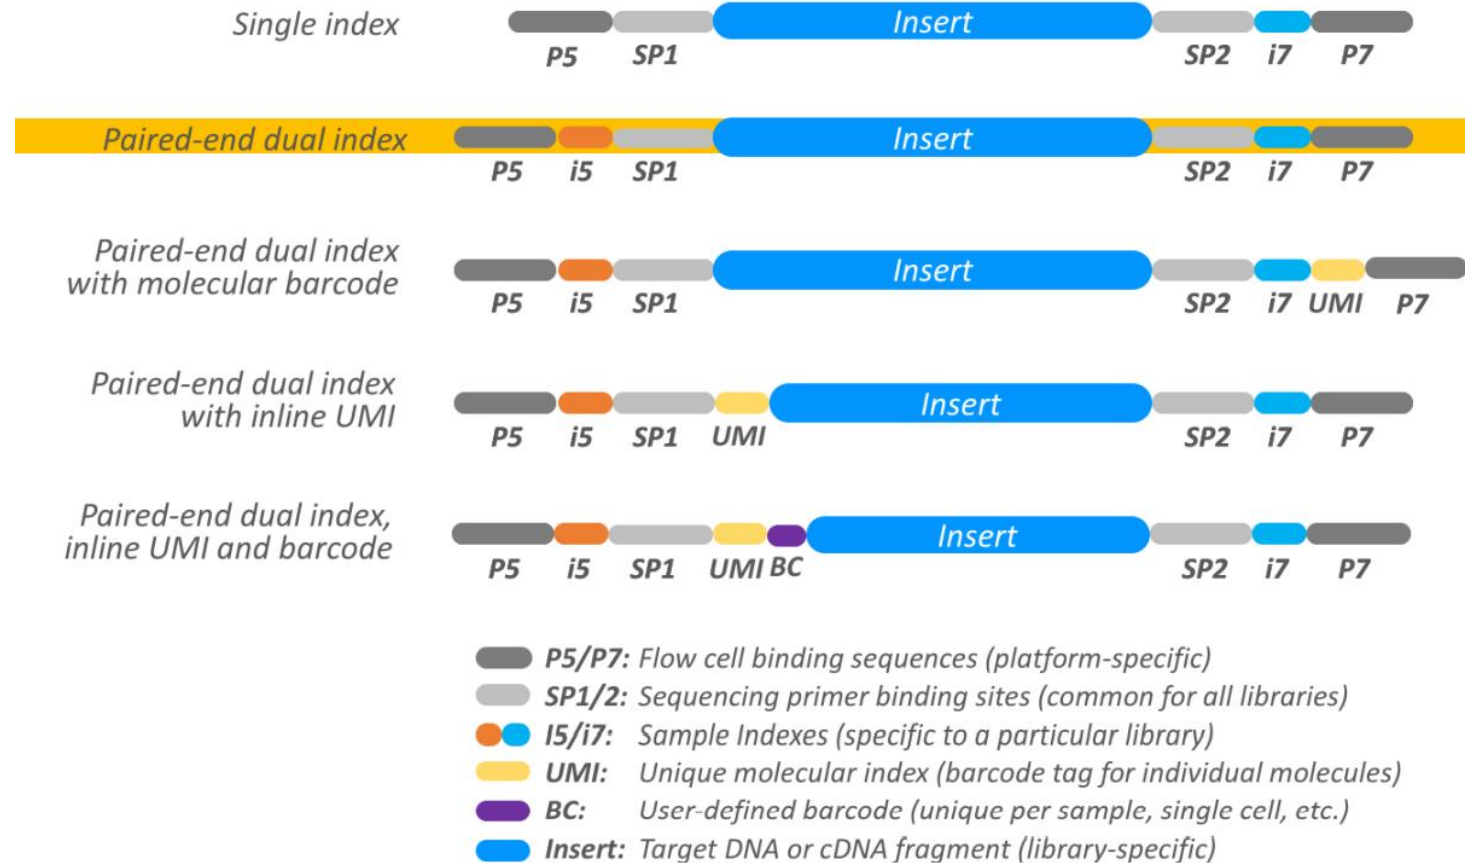 Single index
Insert
P5 SP1 SP2 i7 P7
Paired-end dual index
Insert
P5 i5 SP1 SP2 i7 P7
Paired-end dual index
with molecular barcode
Insert
P5 i5 SP1 SP2 i7 UMI P7
Paired-end dual index
with inline UMI
Insert
P5 i5 SP1 UMI SP2 i7 P7
Paired-end dual index,
inline UMI and barcode
Insert
P5 i5 SP1 UMI BC SP2 i7 P7
P5/P7: Flow cell binding sequences (platform-specific)
SP1/2: Sequencing primer binding sites (common for all libraries)
I5/i7: Sample Indexes (specific to a particular library)
UMI: Unique molecular index (barcode tag for individual molecules)
BC: User-defined barcode (unique per sample, single cell, etc.)
Insert: Target DNA or cDNA fragment (library-specific)